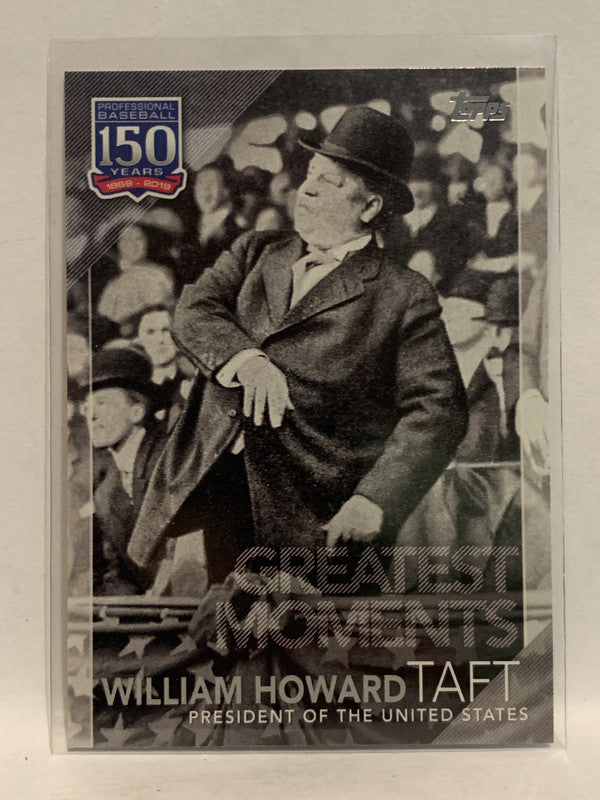 Topps
PROFESSIONAL
BASEBALL
150
YEARS
1869 • 2019
GREATEST
MOMENTS
WILLIAM HOWARD TAFT
PRESIDENT OF THE UNITED STATES